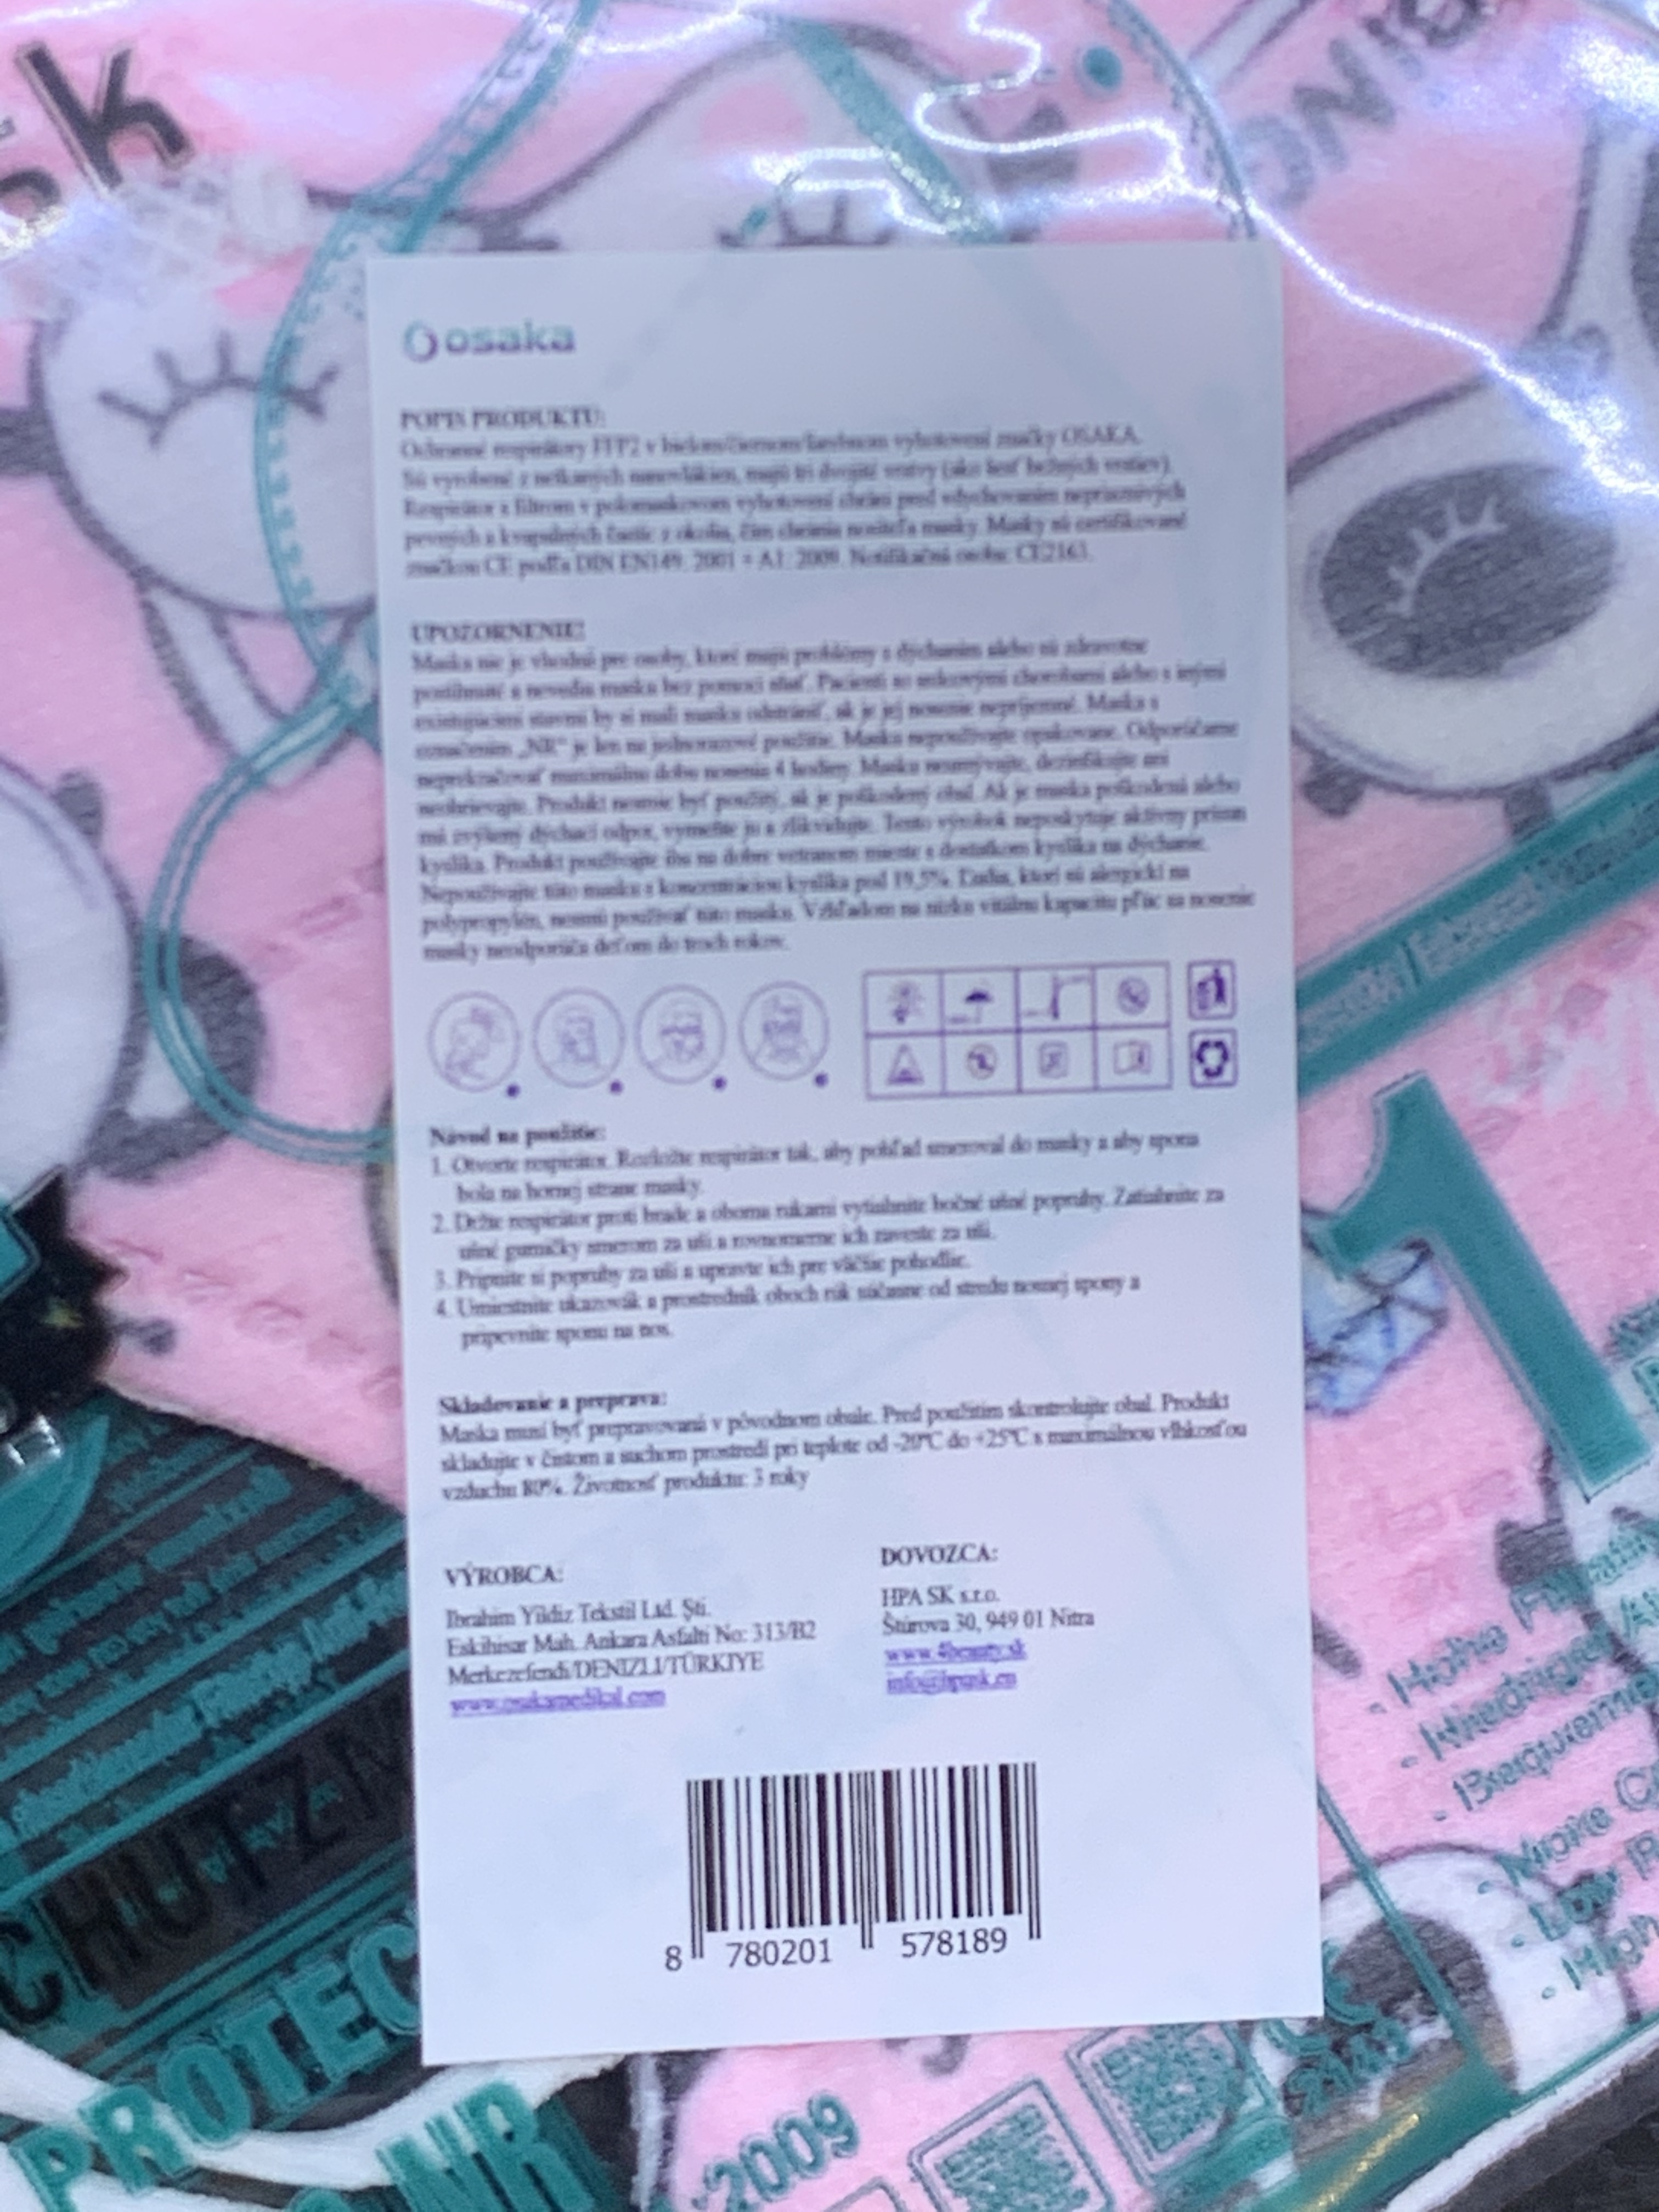 sk
osaka
POPIS PRODUKTU:
Ochranné respirátory FFP2 v bielom/čiernom/farebnom vyhotovení značky OSAKA.
Sú vyrobené z netkaných nanovlákien, majú tri dvojité vrstvy (ako šesť bežných vrstiev).
Respirátor s filtrom v polomaskovom vyhotovení chráni pred vdychovaním nepriaznivých
pevných a kvapalných častíc z okolia, čím chránia nositeľa masky. Masky sú certifikované
značkou CE podľa DIN EN149: 2001 + A1: 2009. Notifikačná osoba: CE2163.
UPOZORNENIE:
Maska nie je vhodná pre osoby, ktoré majú problémy s dýchaním alebo sú zdravotne
postihnuté a nevedia masku bez pomoci sňať. Pacienti so srdcovými chorobami alebo s inými
existujúcimi stavmi by si mali masku odstrániť, ak je jej nosenie nepríjemné. Maska s
označením „NR“ je len na jednorazové použitie. Masku nepoužívajte opakovane. Odporúčame
neprekračovať maximálnu dobu nosenia 4 hodiny. Masku neumývajte, dezinfikujte ani
neohrievajte. Produkt nesmie byť použitý, ak je poškodený obal. Ak je maska poškodená alebo
má zvýšený dýchací odpor, vymeňte ju a zlikvidujte. Tento výrobok neposkytuje aktívny prísun
kyslíka. Produkt používajte iba na dobre vetranom mieste s dostatkom kyslíka na dýchanie.
Nepoužívajte túto masku s koncentráciou kyslíka pod 19,5%. Ľudia, ktorí sú alergickí na
polypropylén, nesmú používať túto masku. Vzhľadom na nízku vitálnu kapacitu pľúc sa nosenie
masky neodporúča deťom do troch rokov.
Návod na použitie:
1. Otvorte respirátor. Rozložte respirátor tak, aby pohľad smeroval do masky a aby spona
bola na hornej strane masky.
2. Držte respirátor proti brade a oboma rukami vytiahnite bočné ušné popruhy. Zatiahnite za
ušné gumičky smerom za uši a rovnomerne ich zaveste za uši.
3. Pripnite si popruhy za uši a upravte ich pre väčšie pohodlie.
4. Umiestnite ukazovák a prostredník oboch rúk súčasne od stredu nosnej spony a
pripevnite sponu na nos.
Skladovanie a preprava:
Maska musí byť prepravovaná v pôvodnom obale. Pred použitím skontrolujte obal. Produkt
skladujte v čistom a suchom prostredí pri teplote od -20°C do +25°C s maximálnou vlhkosťou
vzduchu 80%. Životnosť produktu: 3 roky
VÝROBCA:
Ibrahim Yildiz Tekstil Ltd. Şti.
Eskihisar Mah. Ankara Asfalti No: 313/B2
Merkezefendi/DENIZLI/TÜRKIYE
www.osakamedikal.com
DOVOZCA:
HPA SK s.r.o.
Štúrova 30, 949 01 Nitra
www.4beauty.sk
info@hpask.eu
8 780201 578189
1
PROTEC
NR
2009
CE
2163